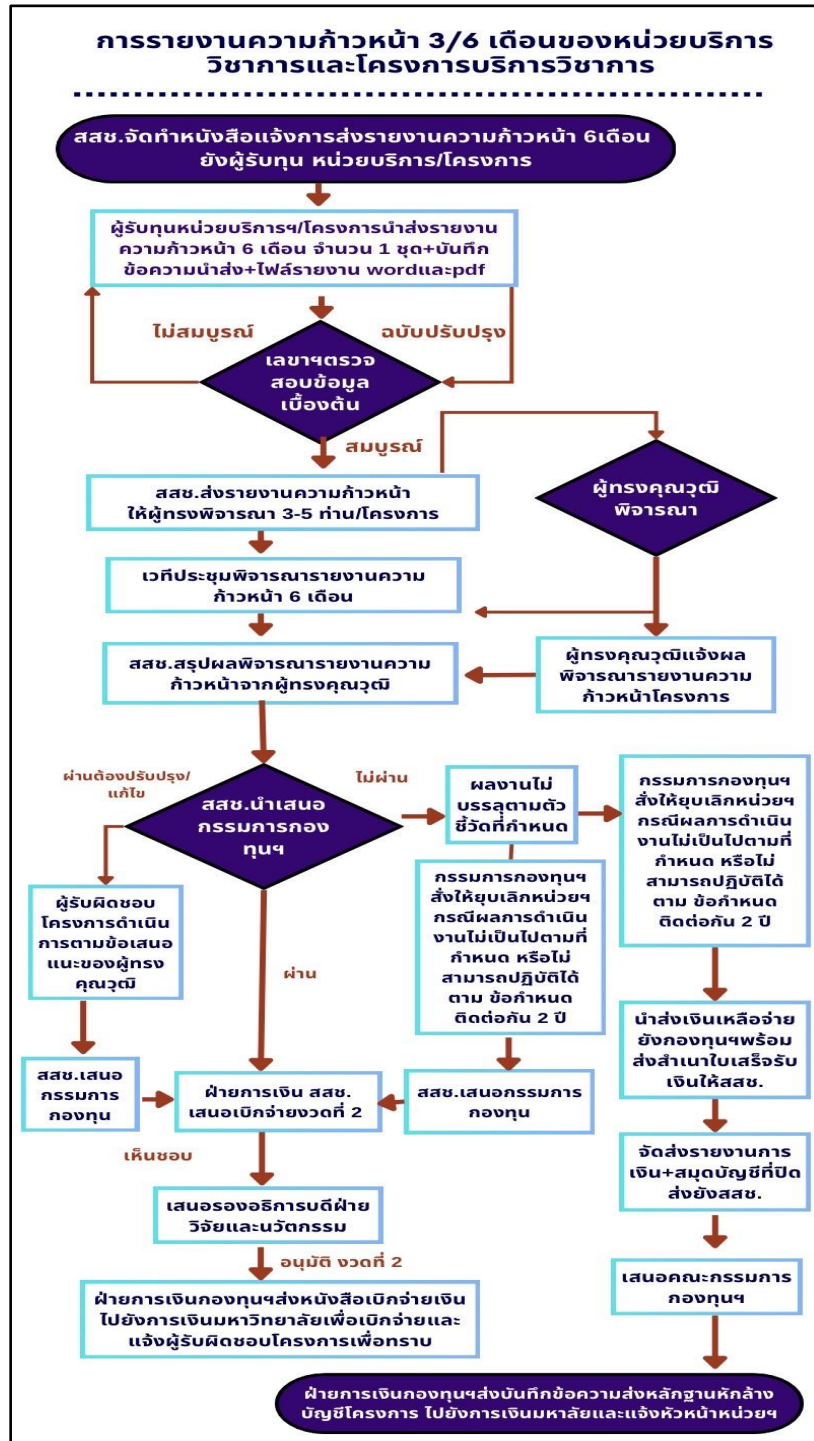 การรายงานความก้าวหน้า 3/6 เดือนของหน่วยบริการ
วิชาการและโครงการบริการวิชาการ
สสช.จัดทำหนังสือแจ้งการส่งรายงานความก้าวหน้า 6เดือน
ยังผู้รับทุน หน่วยบริการ/โครงการ
ผู้รับทุนหน่วยบริการฯ/โครงการนำส่งรายงาน
ความก้าวหน้า 6 เดือน จำนวน 1 ชุด+บันทึก
ข้อความนำส่ง+ไฟล์รายงาน wordและpdf
ไม่สมบูรณ์
ฉบับปรับปรุง
เลขาฯตรวจ
สอบข้อมูล
เบื้องต้น
สมบูรณ์
สสช.ส่งรายงานความก้าวหน้า
ให้ผู้ทรงพิจารณา 3-5 ท่าน/โครงการ
ผู้ทรงคุณวุฒิ
พิจารณา
เวทีประชุมพิจารณารายงานความ
ก้าวหน้า 6 เดือน
สสช.สรุปผลพิจารณารายงานความ
ก้าวหน้าจากผู้ทรงคุณวุฒิ
ผู้ทรงคุณวุฒิแจ้งผล
พิจารณารายงานความ
ก้าวหน้าโครงการ
ผ่านต้องปรับปรุง/
แก้ไข
สสช.นำเสนอ
กรรมการกอง
ทุนฯ
ไม่ผ่าน
ผลงานไม่
บรรลุตามตัว
ชี้วัดที่กำหนด
กรรมการกองทุนฯ
สั่งให้ยุบเลิกหน่วยฯ
กรณีผลการดำเนิน
งานไม่เป็นไปตามที่
กำหนด หรือไม่
สามารถปฏิบัติได้
ตาม ข้อกำหนด
ติดต่อกัน 2 ปี
ผู้รับผิดชอบ
โครงการดำเนิน
การตามข้อเสนอ
แนะของผู้ทรง
คุณวุฒิ
ผ่าน
กรรมการกองทุนฯ
สั่งให้ยุบเลิกหน่วยฯ
กรณีผลการดำเนิน
งานไม่เป็นไปตามที่
กำหนด หรือไม่
สามารถปฏิบัติได้
ตาม ข้อกำหนด
ติดต่อกัน 2 ปี
นำส่งเงินเหลือจ่าย
ยังกองทุนฯพร้อม
ส่งสำเนาใบเสร็จรับ
เงินให้สสช.
สสช.เสนอ
กรรมการ
กองทุน
ฝ่ายการเงิน สสช.
เสนอเบิกจ่ายงวดที่ 2
สสช.เสนอกรรมการ
กองทุน
เห็นชอบ
จัดส่งรายงานการ
เงิน+สมุดบัญชีที่ปิด
ส่งยังสสช.
เสนอรองอธิการบดีฝ่าย
วิจัยและนวัตกรรม
อนุมัติ งวดที่ 2
เสนอคณะกรรมการ
กองทุนฯ
ฝ่ายการเงินกองทุนฯส่งหนังสือเบิกจ่ายเงิน
ไปยังการเงินมหาวิทยาลัยเพื่อเบิกจ่ายและ
แจ้งผู้รับผิดชอบโครงการเพื่อทราบ
ฝ่ายการเงินกองทุนฯส่งบันทึกข้อความส่งหลักฐานหักล้าง
บัญชีโครงการ ไปยังการเงินมหาลัยและแจ้งหัวหน้าหน่วยฯ